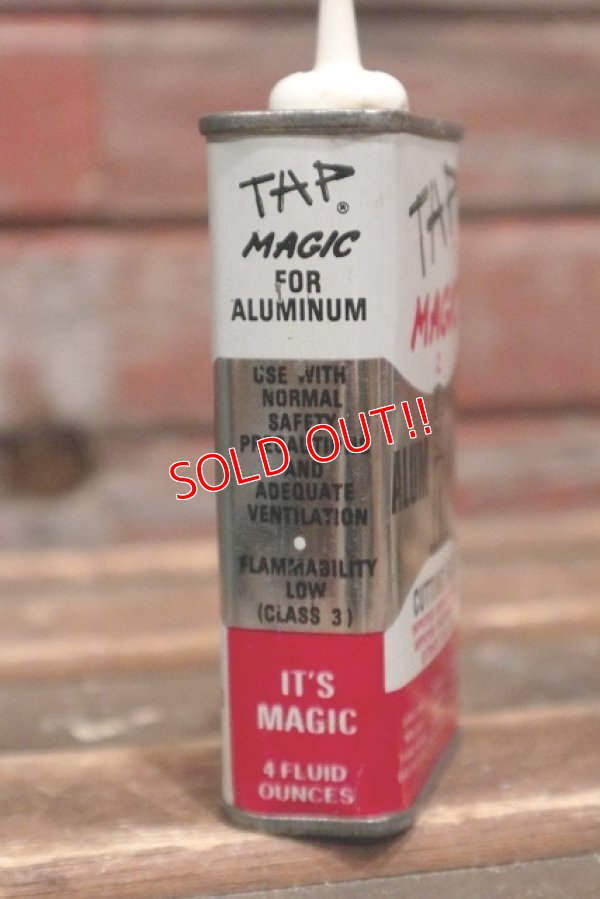 TAP®
MAGIC
FOR
ALUMINUM
USE WITH
NORMAL
SAFETY
PRECAUTIONS
AND
ADEQUATE
VENTILATION
FLAMMABILITY
LOW
(CLASS 3)
IT'S
MAGIC
4 FLUID
OUNCES
TAP
MAGIC
ALUM
SOLD OUT!!